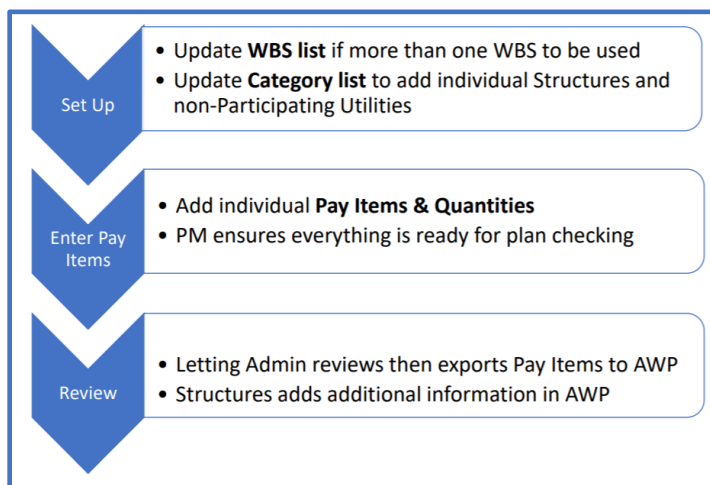 Set Up
• Update WBS list if more than one WBS to be used
• Update Category list to add individual Structures and
non-Participating Utilities
Enter Pay
Items
• Add individual Pay Items & Quantities
• PM ensures everything is ready for plan checking
Review
• Letting Admin reviews then exports Pay Items to AWP
• Structures adds additional information in AWP